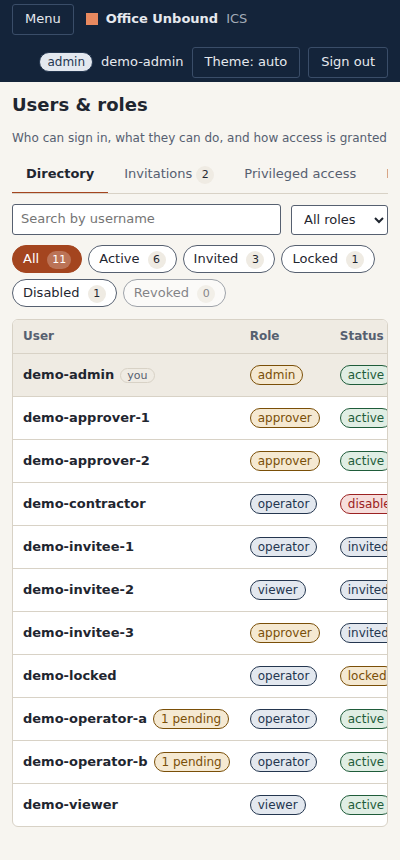 Menu Office Unbound ICS
admin demo-admin Theme: auto Sign out
Users & roles
Who can sign in, what they can do, and how access is granted
Directory Invitations 2 Privileged access
Search by username All roles
All 11 Active 6 Invited 3 Locked 1
Disabled 1 Revoked 0
User Role Status
demo-admin you admin active
demo-approver-1 approver active
demo-approver-2 approver active
demo-contractor operator disable
demo-invitee-1 operator invited
demo-invitee-2 viewer invited
demo-invitee-3 approver invited
demo-locked operator locked
demo-operator-a 1 pending operator active
demo-operator-b 1 pending operator active
demo-viewer viewer active